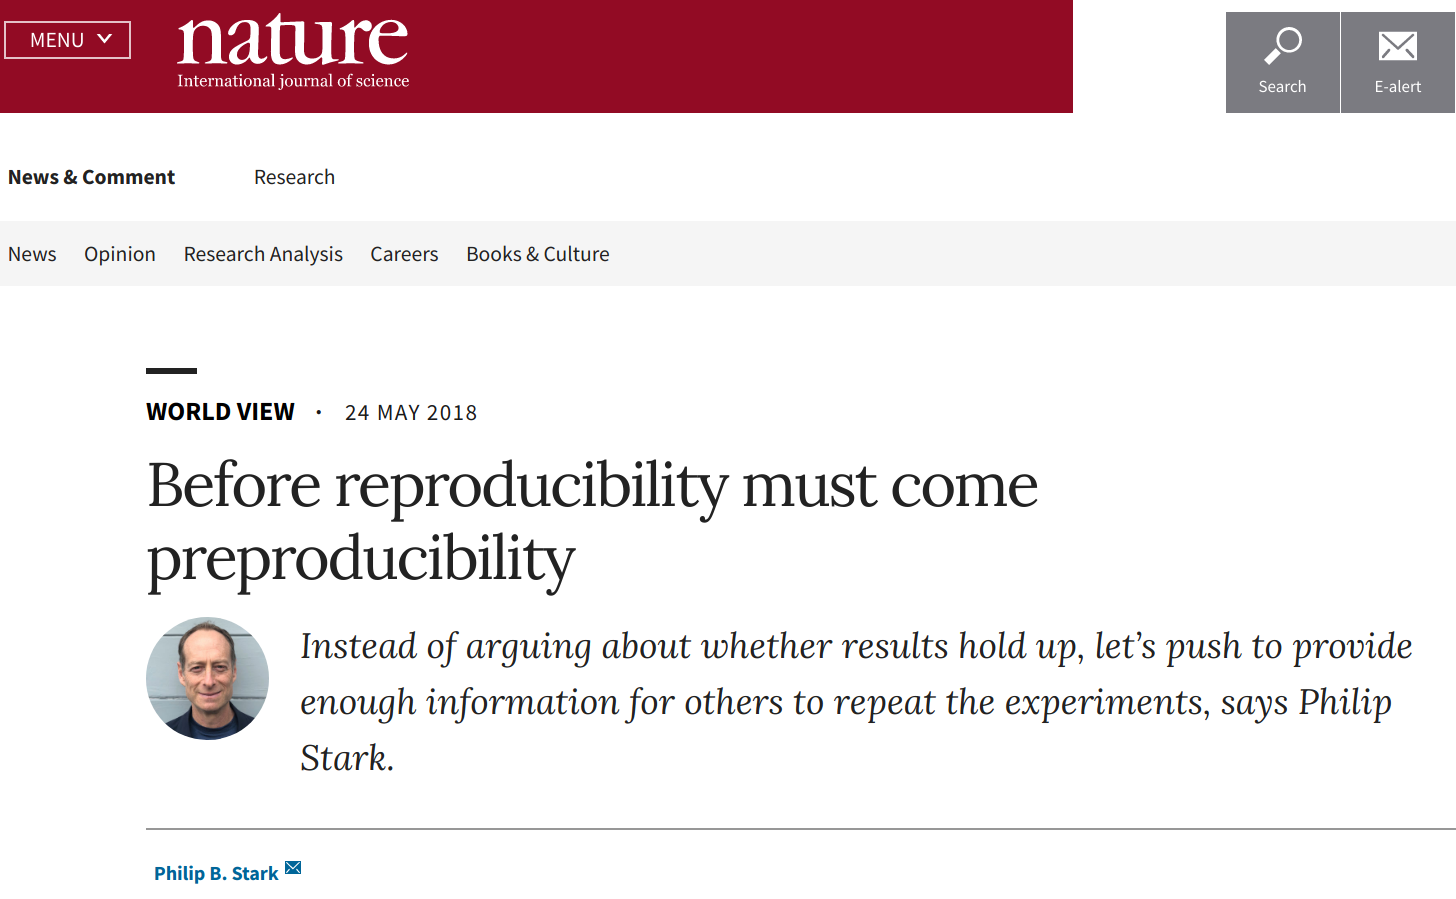 MENU
nature
International journal of science
Search
E-alert
News & Comment
Research
News
Opinion
Research Analysis
Careers
Books & Culture
WORLD VIEW · 24 MAY 2018
Before reproducibility must come
preproducibility
Instead of arguing about whether results hold up, let’s push to provide
enough information for others to repeat the experiments, says Philip
Stark.
Philip B. Stark